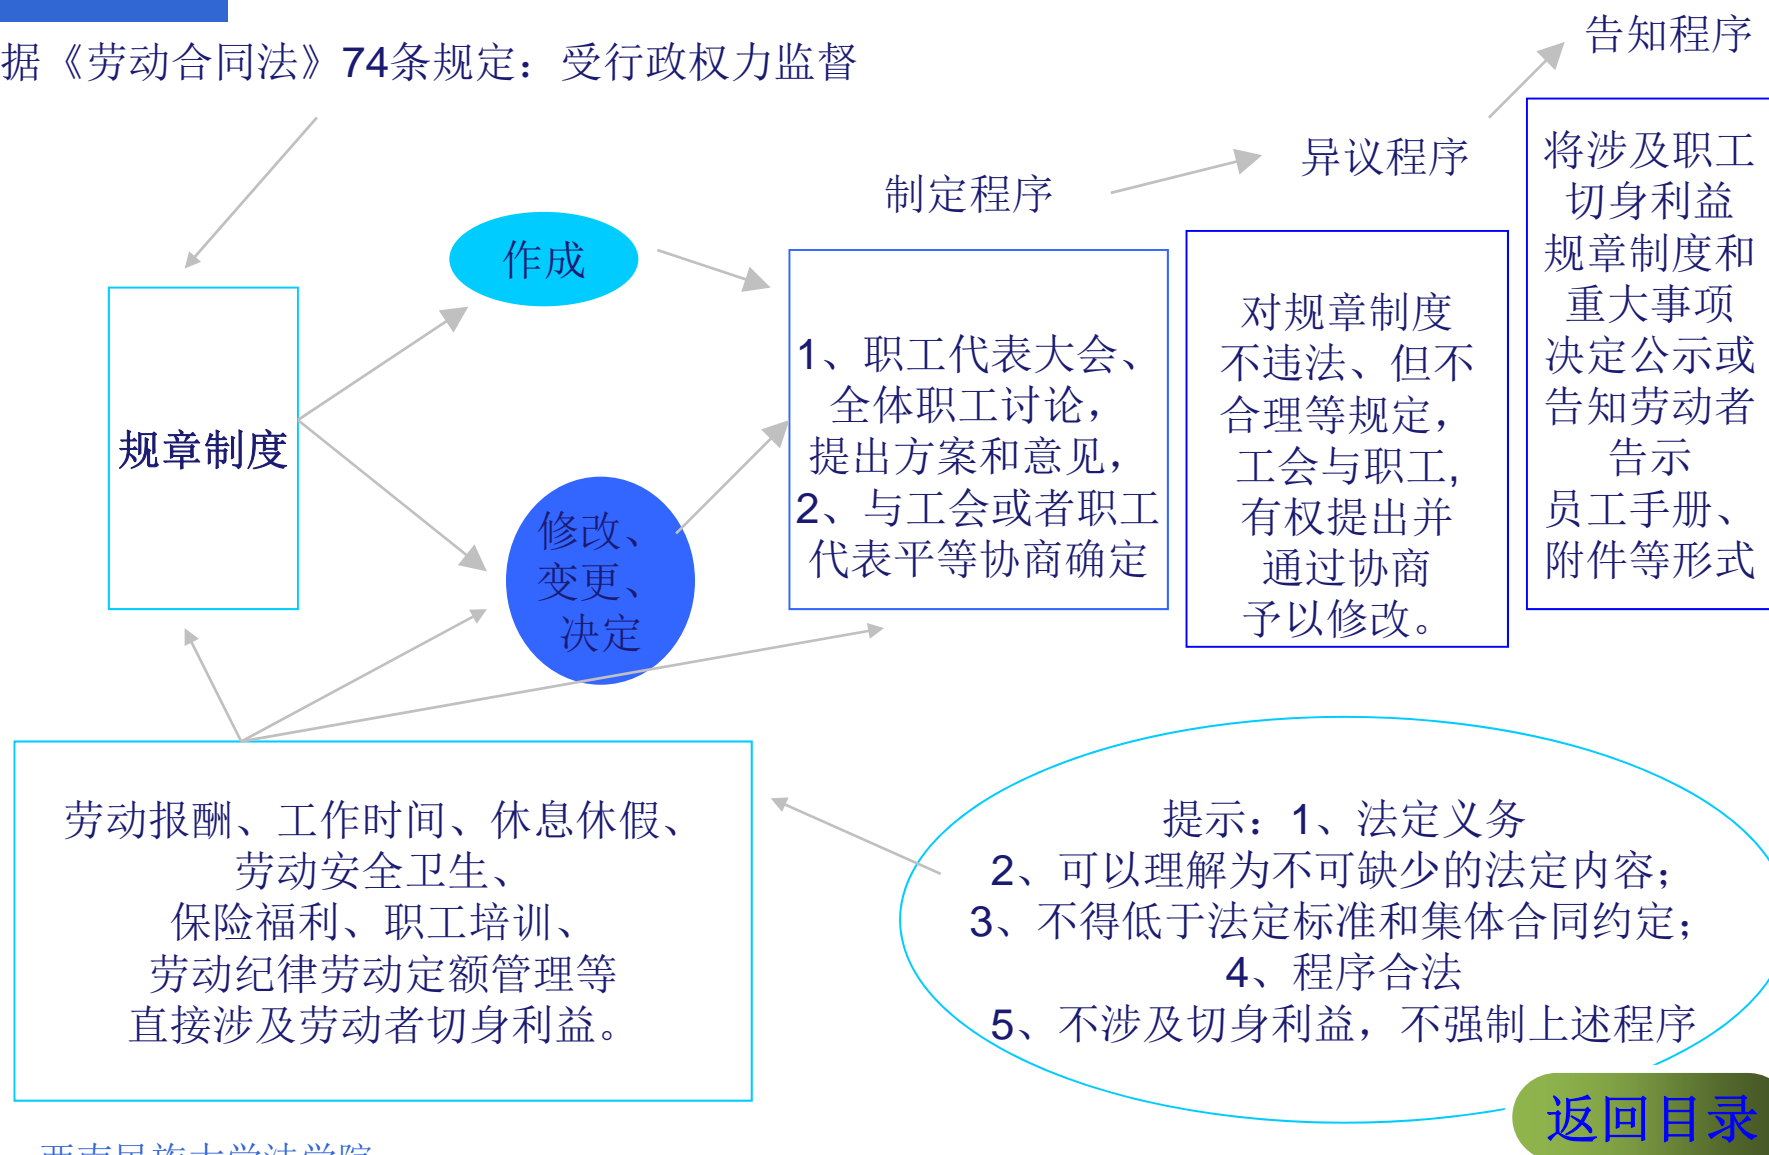 据《劳动合同法》74条规定：受行政权力监督
告知程序
异议程序
制定程序
作成
规章制度
修改、
变更、
决定
1、职工代表大会、
全体职工讨论，
提出方案和意见，
2、与工会或者职工
代表平等协商确定
对规章制度
不违法、但不
合理等规定，
工会与职工,
有权提出并
通过协商
予以修改。
将涉及职工
切身利益
规章制度和
重大事项
决定公示或
告知劳动者
告示
员工手册、
附件等形式
劳动报酬、工作时间、休息休假、
劳动安全卫生、
保险福利、职工培训、
劳动纪律劳动定额管理等
直接涉及劳动者切身利益。
提示：1、法定义务
2、可以理解为不可缺少的法定内容；
3、不得低于法定标准和集体合同约定；
4、程序合法
5、不涉及切身利益，不强制上述程序
返回目录
西南民族大学法学院